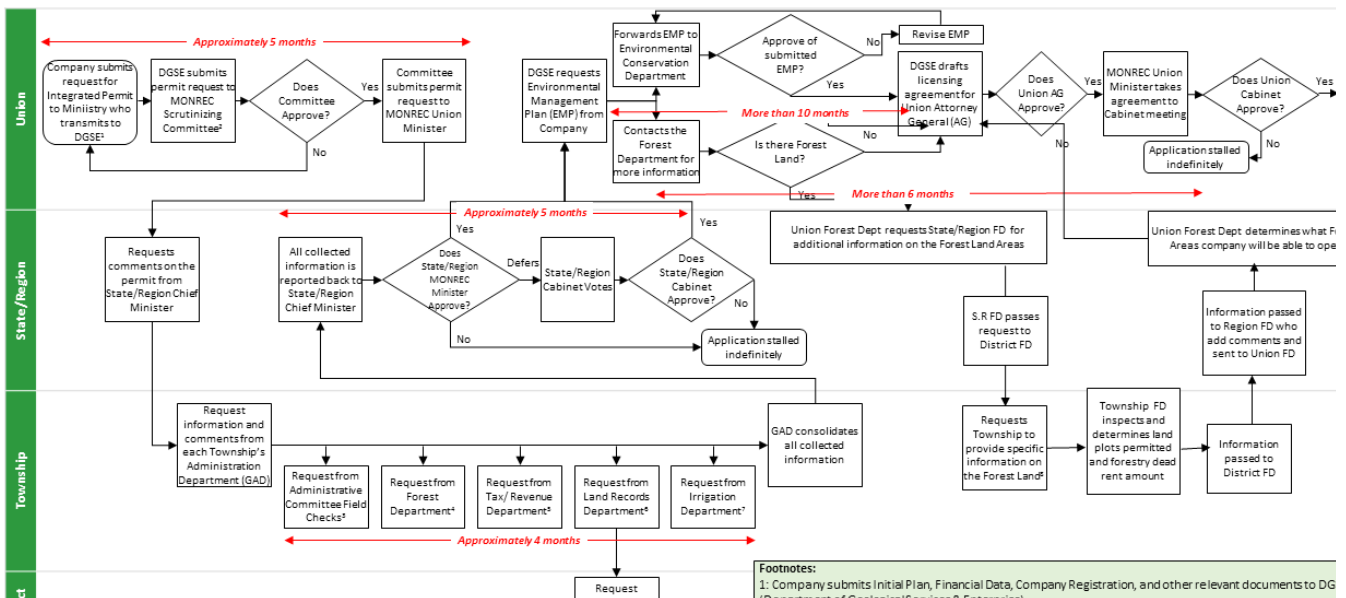 Union
Approximately 5 months
Company submits
request for
Integrated Permit
to Miniistry who
transmits to
DGSE¹
DGSE submits
permit request to
MONREC
Scrutinizing
Committee²
Does
Committee
Approve?
Yes
No
Committee
submits permit
request to
MONREC Union
Minister
DGSE requests
Environmental
Management
Plan (EMP) from
Company
Forwards EMP to
Environmental
Conservation
Department
Approve of
submitted
EMP?
No
Revise EMP
Yes
More than 10 months
Contacts the
Forest
Department for
more information
Is there Forest
Land?
No
Yes
DGSE drafts
licensing
agreement for
Union Attorney
General (AG)
Does
Union AG
Approve?
Yes
No
MONREC Union
Minister takes
agreement to
Cabinet meeting
Does Union
Cabinet
Approve?
Yes
No
Application stalled
indefinitely
More than 6 months
State/Region
Requests
comments on the
permit from
State/Region Chief
Minister
Approximately 5 months
All collected
information is
reported back to
State/Region
Chief Minister
Does
State/Region
MONREC
Minister
Approve?
Yes
Defers
No
State/Region
Cabinet Votes
Does
State/Region
Cabinet
Approve?
Yes
No
Application stalled
indefinitely
Union Forest Dept requests State/Region FD for
additional information on the Forest Land Areas
Union Forest Dept determines what
Areas company will be able to
S.R FD passes
request to
District FD
Information passed
to Region FD who
add comments and
sent to Union FD
Township
Request
information and
comments from
each Township's
Administration
Department (GAD)
Request from
Administrative
Committee Field
Checks³
Request from
Forest
Department⁴
Request from
Tax/ Revenue
Department⁵
Request from
Land Records
Department⁶
Request from
Irrigation
Department⁷
Approximately 4 months
GAD consolidates
all collected
information
Requests
Township to
provide specific
information on
the Forest Land⁸
Township FD
inspects and
determines land
plots permitted
and forestry dead
rent amount
Information
passed to
District FD
ct
Request
Footnotes:
1: Company submits Initial Plan, Financial Data, Company Registration, and other relevant documents to DG